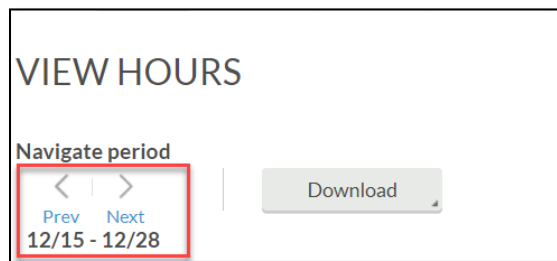 VIEW HOURS
Navigate period
Prev Next
Download
12/15 - 12/28